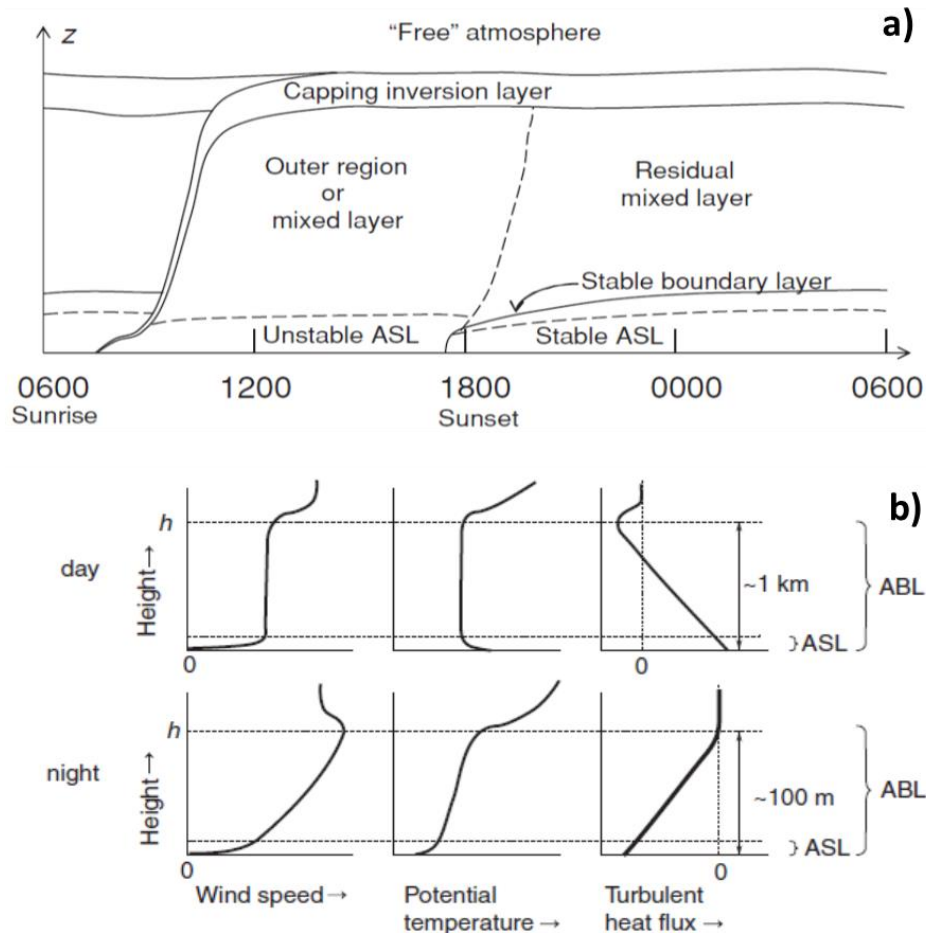 a)
z
“Free” atmosphere
Capping inversion layer
Outer region
or
mixed layer
Residual
mixed layer
Stable boundary layer
Unstable ASL
Stable ASL
0600
1200
1800
0000
0600
Sunrise
Sunset
b)
day
Height→
h
0
0
~1 km
ASL
ABL
night
Height→
h
0
0
~100 m
ASL
ABL
Wind speed→
Potential
temperature→
Turbulent
heat flux→